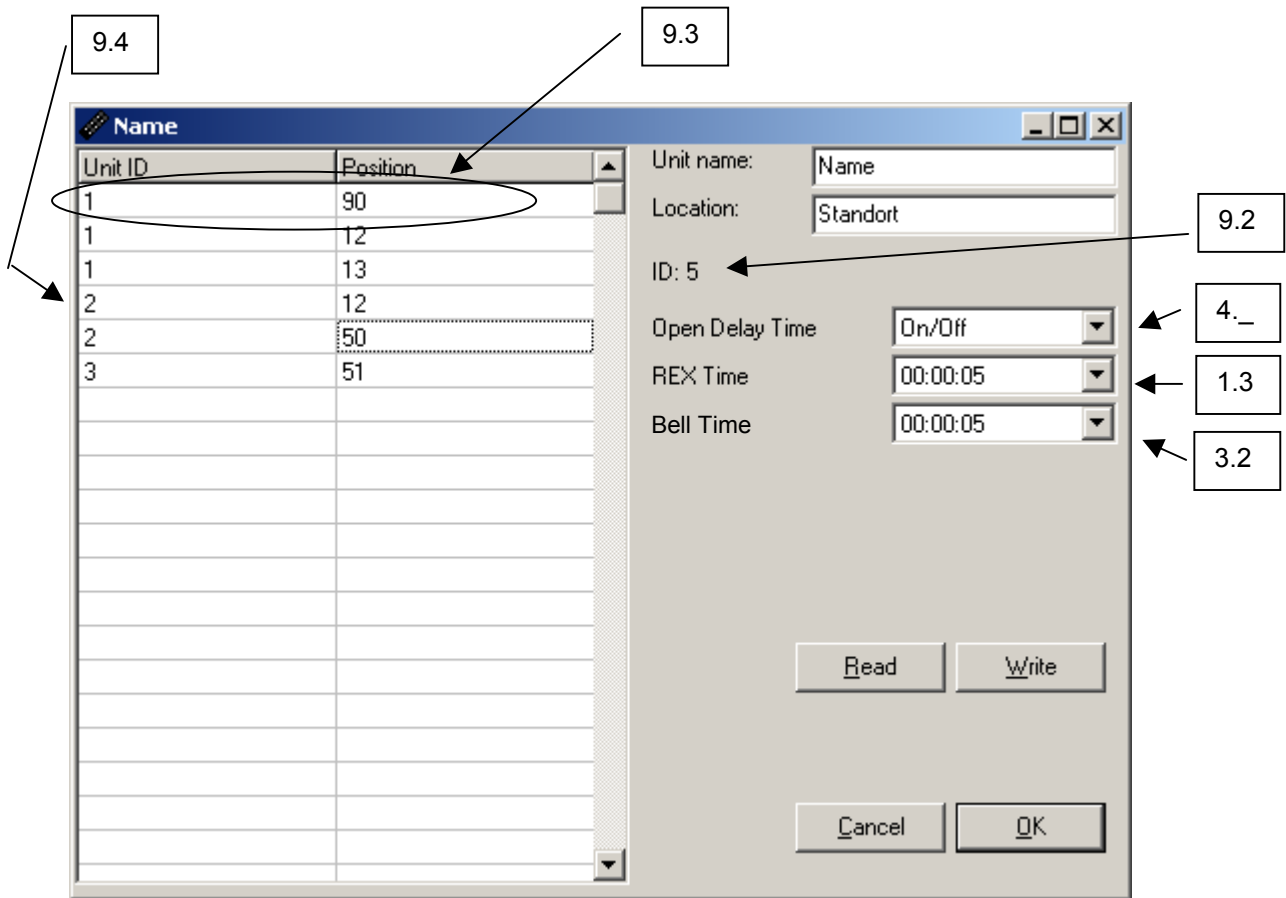 9.4
9.3
Name
Unit ID Position
1 90
1 12
1 13
2 12
2 50
3 51
Unit name: Name
Location: Standort
9.2
ID: 5
Open Delay Time On/Off
4._
REX Time 00:00:05
1.3
Bell Time 00:00:05
3.2
Read Write
Cancel OK